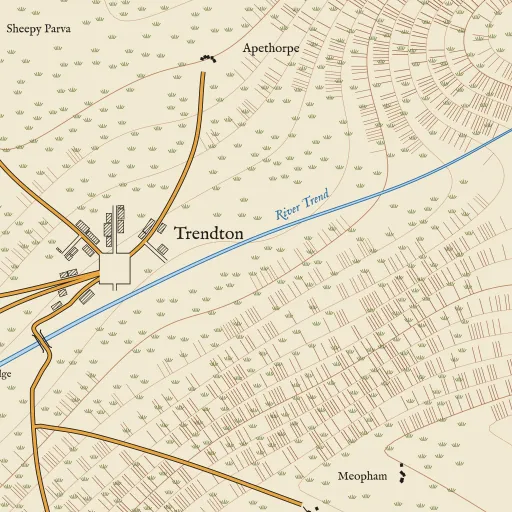 Sheepy Parva
Apethorpe
River Trend
Trendton
Meopham